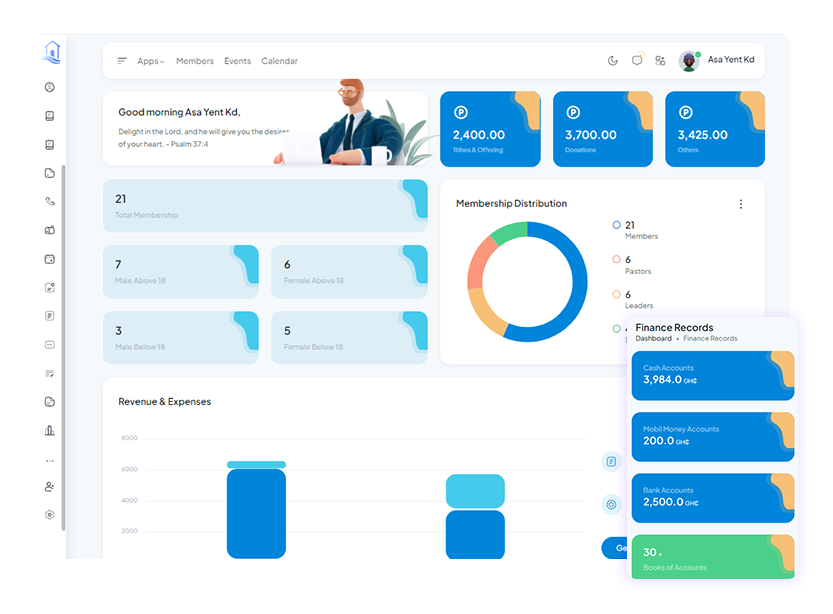 Apps
Members
Events
Calendar
Asa Yent Kd
Good morning Asa Yent Kd,
Delight in the Lord, and he will give you the desires
of your heart. - Psalm 37:4
2,400.00
Tithes & Offering
3,700.00
Donations
3,425.00
Others
21
Total Membership
7
Male Above 18
6
Female Above 18
3
Male Below 18
5
Female Below 18
Membership Distribution
21
Members
6
Pastors
6
Leaders
Revenue & Expenses
8000
6000
4000
2000
Ge
Finance Records
Dashboard • Finance Records
Cash Accounts
3,984.0 GH₵
Mobil Money Accounts
200.0 GH₵
Bank Accounts
2,500.0 GH₵
30 +
Books of Accounts